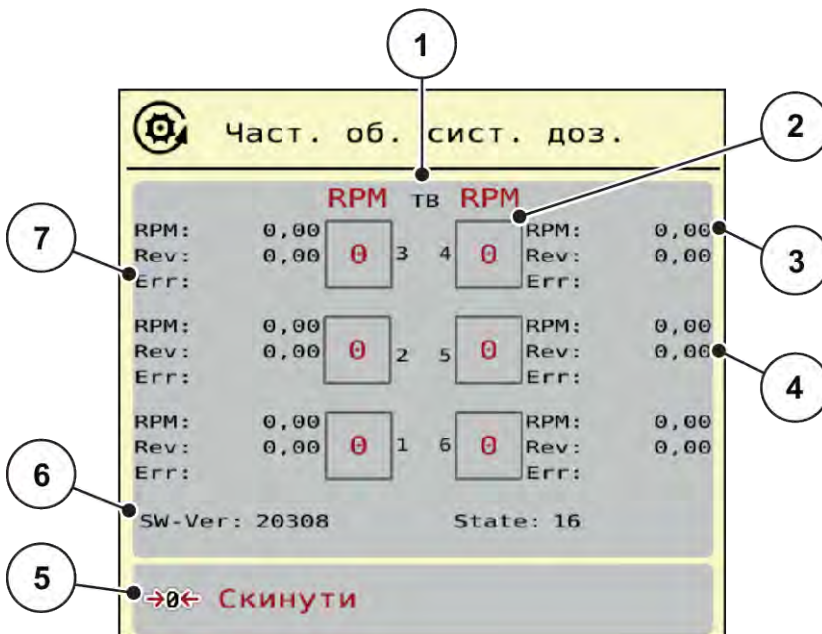 1
Част. об. сист. доз.
2
RPM тв RPM
RPM: 0,00 0 3 4 0 RPM: 0,00
Rev: 0,00 Rev: 0,00
Err: Err:
7
3
RPM: 0,00 0 2 5 0 RPM: 0,00
Rev: 0,00 Rev: 0,00
Err: Err:
4
RPM: 0,00 0 1 6 0 RPM: 0,00
Rev: 0,00 Rev: 0,00
Err: Err:
6
SW-Ver: 20308 State: 16
5
→0← Скинути